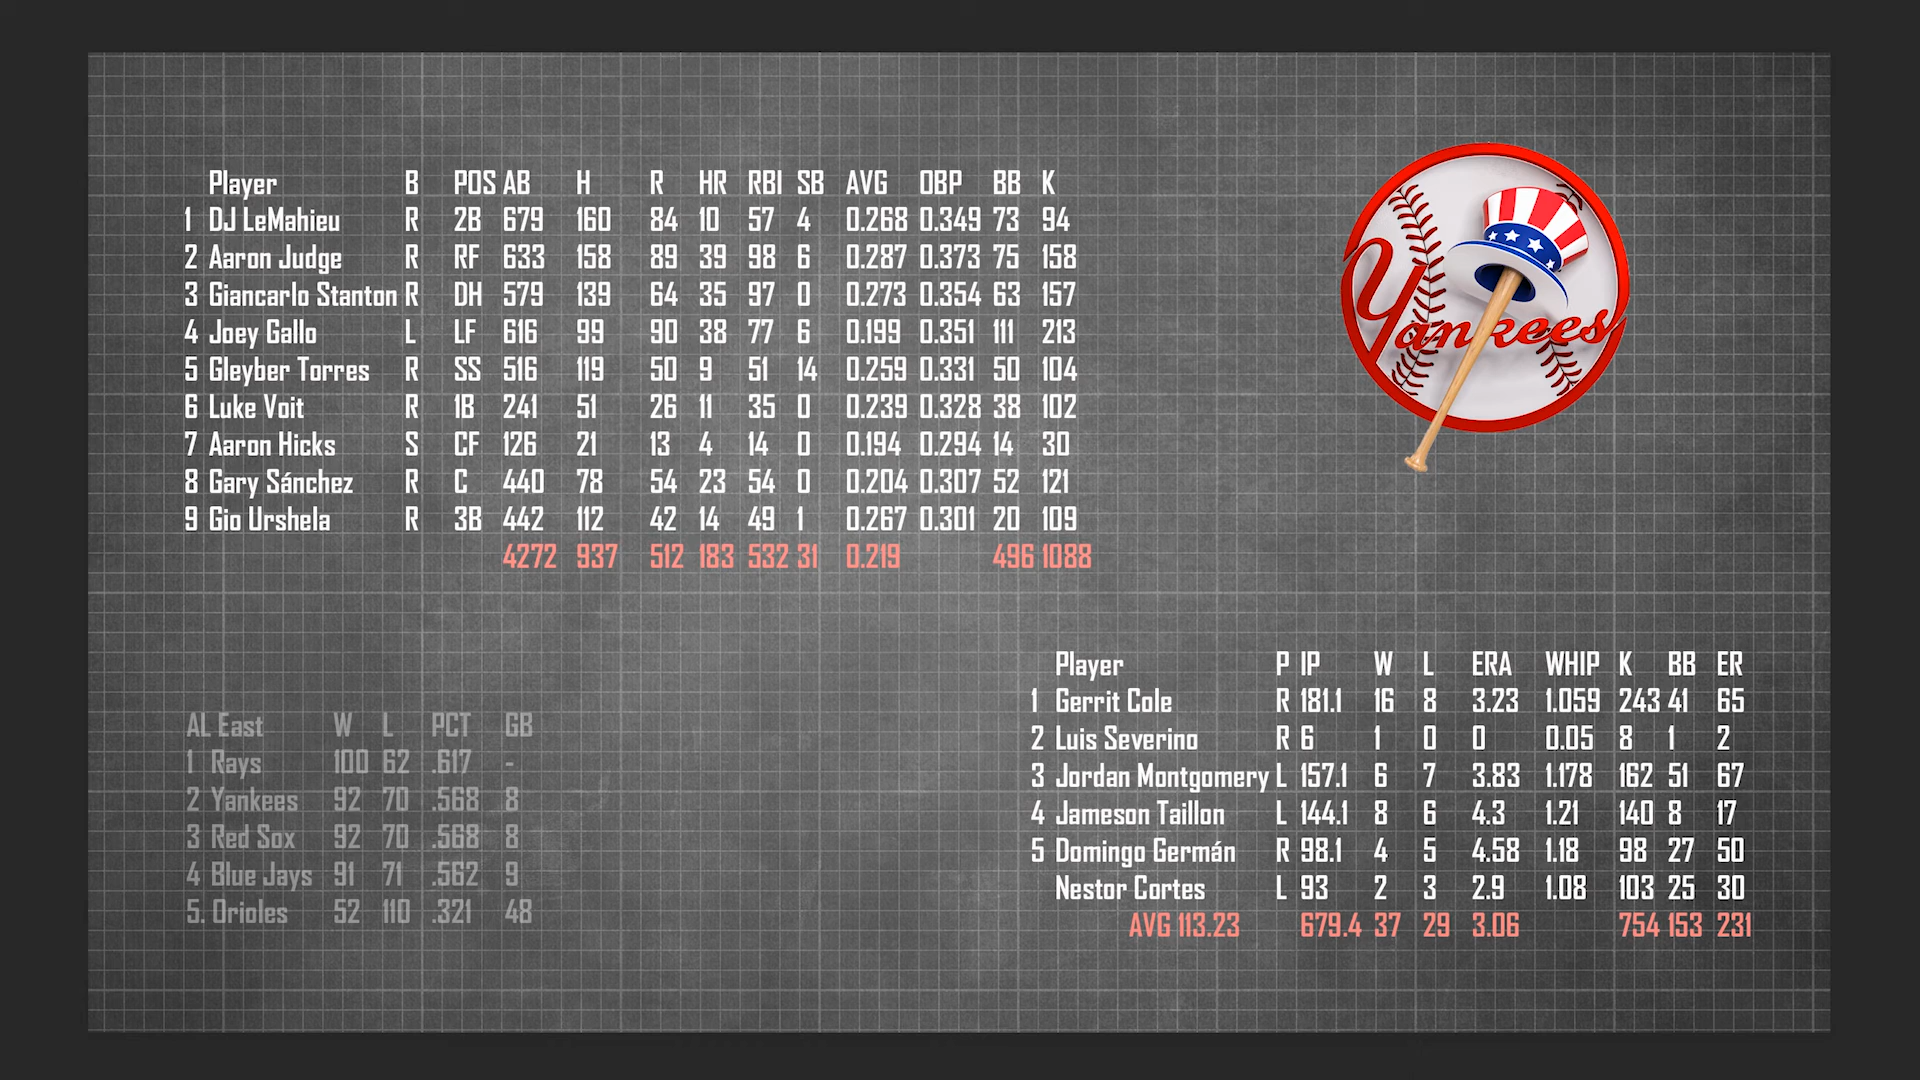 Player B POS AB H R HR RBI SB AVG OBP BB K
1 DJ LeMahieu R 2B 679 160 84 10 57 4 0.268 0.349 73 94
2 Aaron Judge R RF 633 158 89 39 98 6 0.287 0.373 75 158
3 Giancarlo Stanton R DH 579 139 64 35 97 0 0.273 0.354 63 157
4 Joey Gallo L LF 616 99 90 38 77 6 0.199 0.351 111 213
5 Gleyber Torres R SS 516 119 50 9 51 14 0.259 0.331 50 104
6 Luke Voit R 1B 241 51 26 11 35 0 0.239 0.328 38 102
7 Aaron Hicks S CF 126 21 13 4 14 0 0.194 0.294 14 30
8 Gary Sánchez R C 440 78 54 23 54 0 0.204 0.307 52 121
9 Gio Urshela R 3B 442 112 42 14 49 1 0.267 0.301 20 109
4272 937 512 183 532 31 0.219 496 1088
Yankees
Player P IP W L ERA WHIP K BB ER
1 Gerrit Cole R 181.1 16 8 3.23 1.059 243 41 65
2 Luis Severino R 6 1 0 0 0.05 8 1 2
3 Jordan Montgomery L 157.1 6 7 3.83 1.178 162 51 67
4 Jameson Taillon L 144.1 8 6 4.3 1.21 140 8 17
5 Domingo Germán R 98.1 4 5 4.58 1.18 98 27 50
Nestor Cortes L 93 2 3 2.9 1.08 103 25 30
AVG 113.23 679.4 37 29 3.06 754 153 231
AL East W L PCT GB
1 Rays 100 62 .617 -
2 Yankees 92 70 .568 8
3 Red Sox 92 70 .568 8
4 Blue Jays 91 71 .562 9
5. Orioles 52 110 .321 48